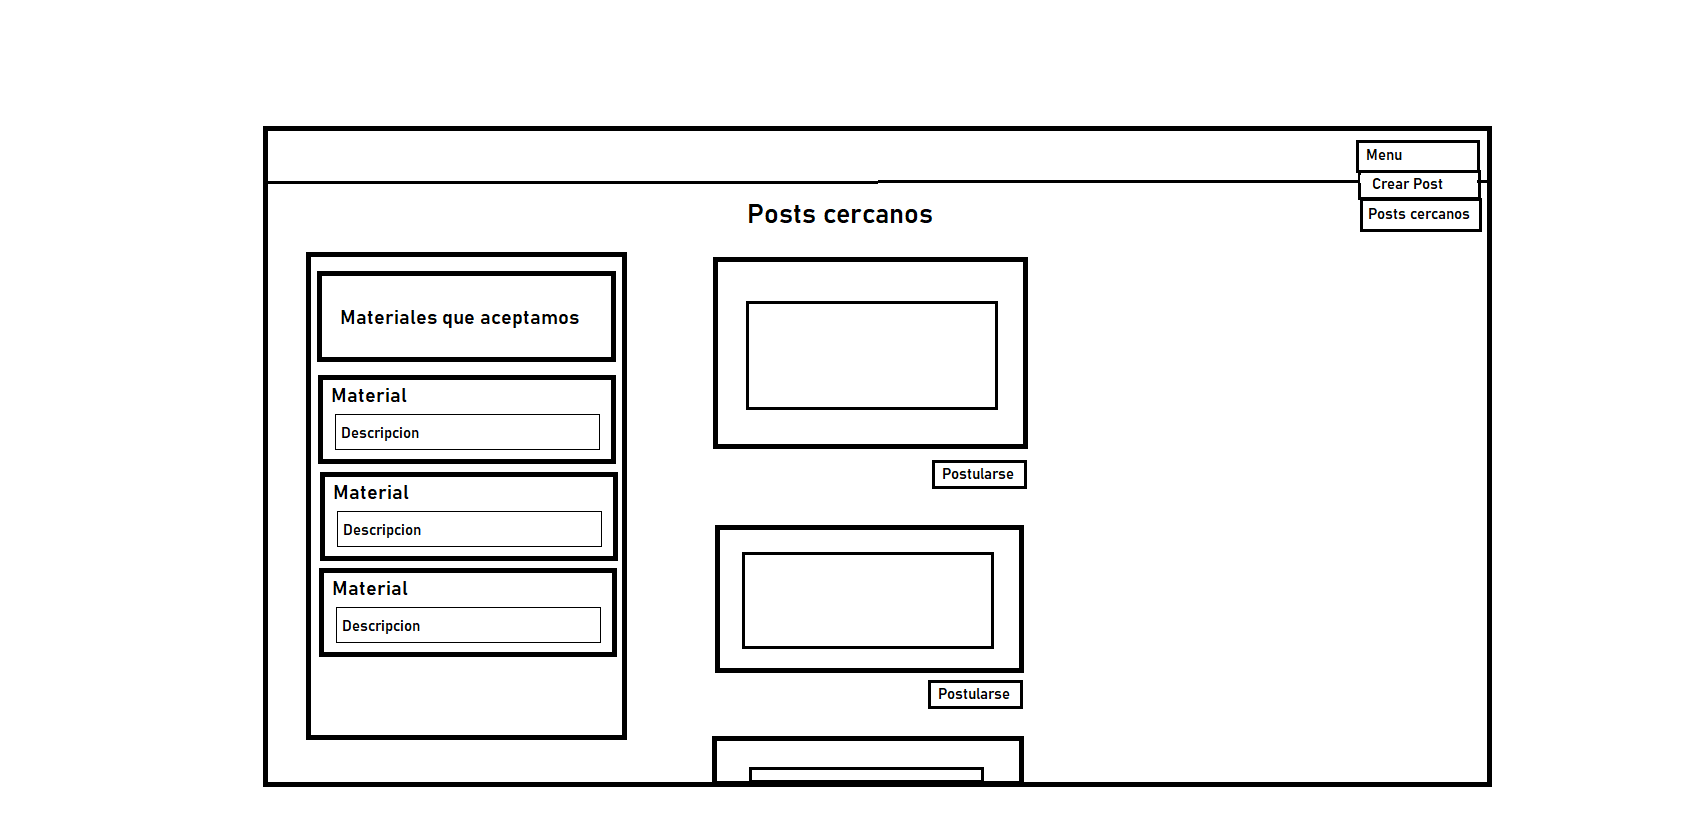 Menu
Crear Post
Posts cercanos
Posts cercanos
Materiales que aceptamos
Material
Descripcion
Material
Descripcion
Material
Descripcion
Postularse
Postularse